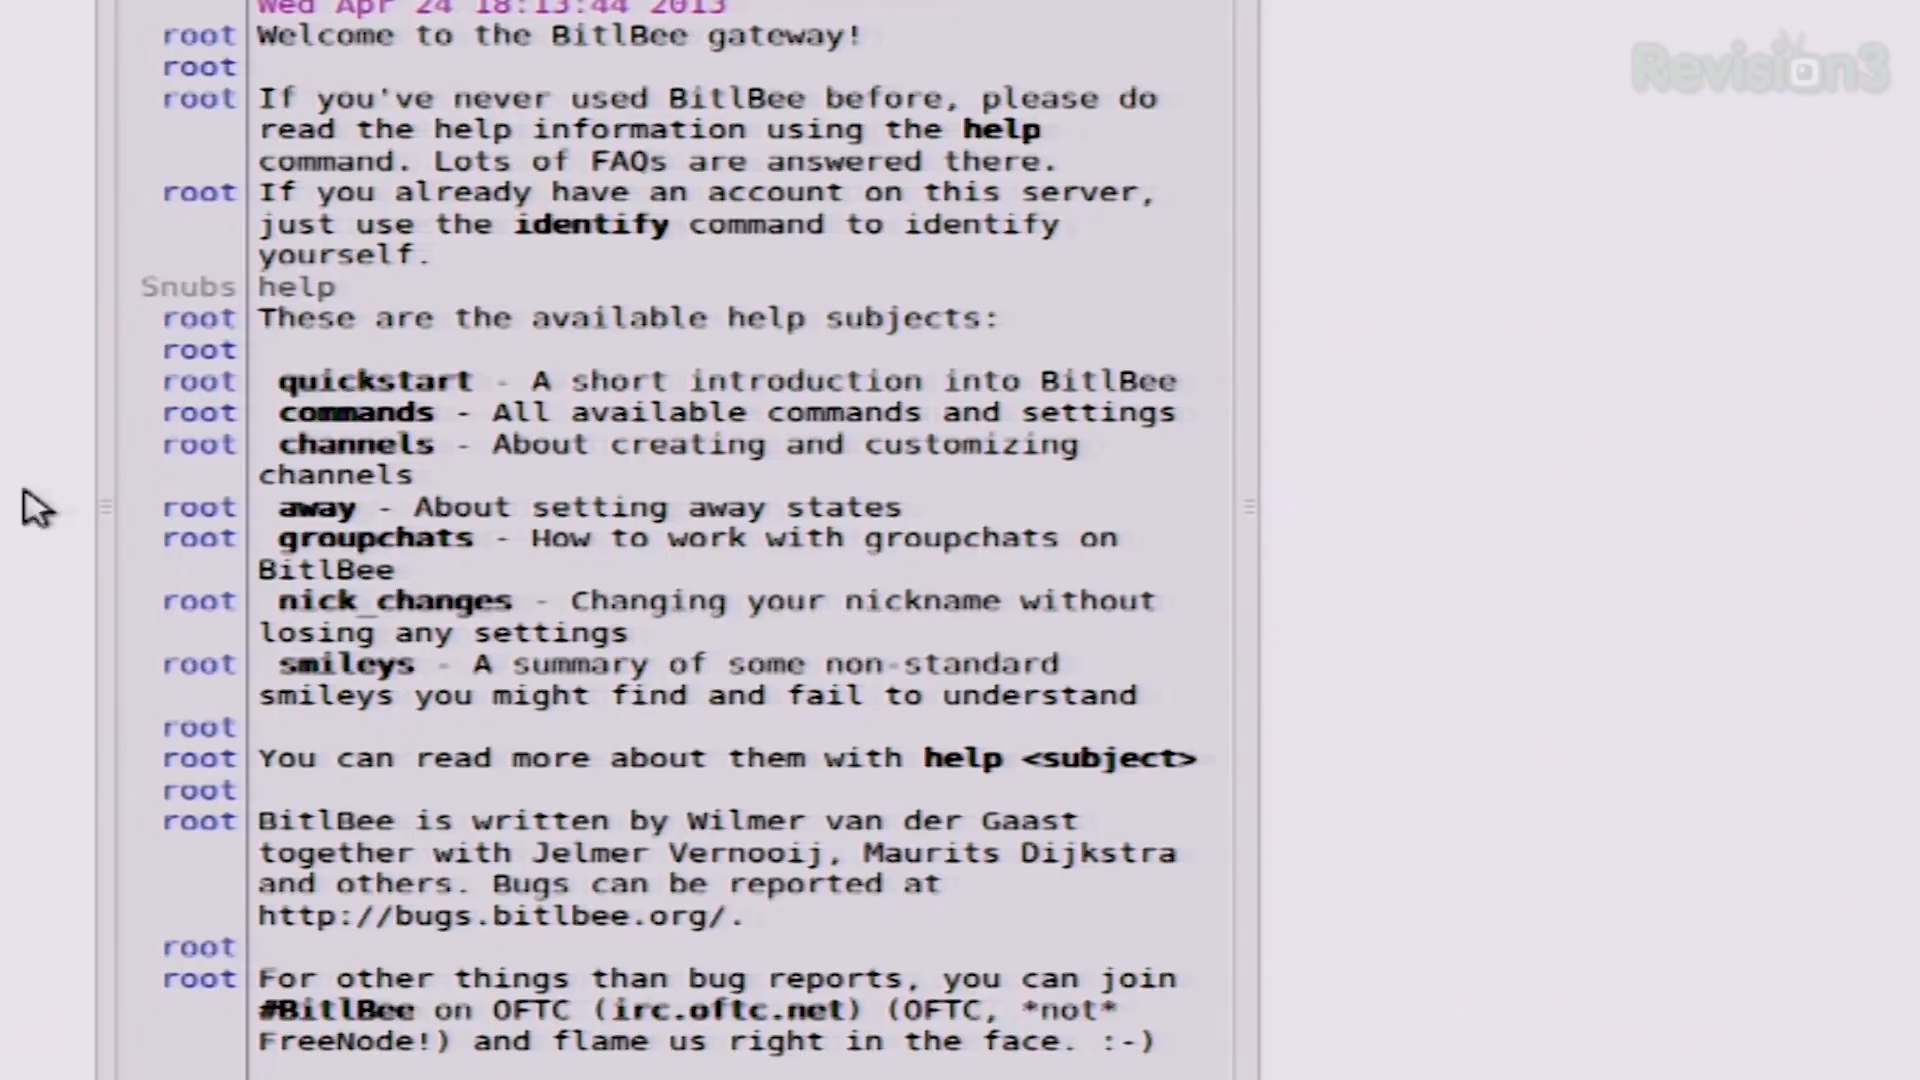 Wed Apr 24 18:13:44 2013
root Welcome to the BitlBee gateway!
root
root If you've never used BitlBee before, please do
read the help information using the help
command. Lots of FAQs are answered there.
root If you already have an account on this server,
just use the identify command to identify
yourself.
Snubs help
root These are the available help subjects:
root
root quickstart - A short introduction into BitlBee
root commands - All available commands and settings
root channels - About creating and customizing
channels
root away - About setting away states
root groupchats - How to work with groupchats on
BitlBee
root nick_changes - Changing your nickname without
losing any settings
root smileys - A summary of some non-standard
smileys you might find and fail to understand
root
root You can read more about them with help <subject>
root
root BitlBee is written by Wilmer van der Gaast
together with Jelmer Vernooij, Maurits Dijkstra
and others. Bugs can be reported at
http://bugs.bitlbee.org/.
root
root For other things than bug reports, you can join
#BitlBee on OFTC (irc.oftc.net) (OFTC, *not*
FreeNode!) and flame us right in the face. :-)
Revision3